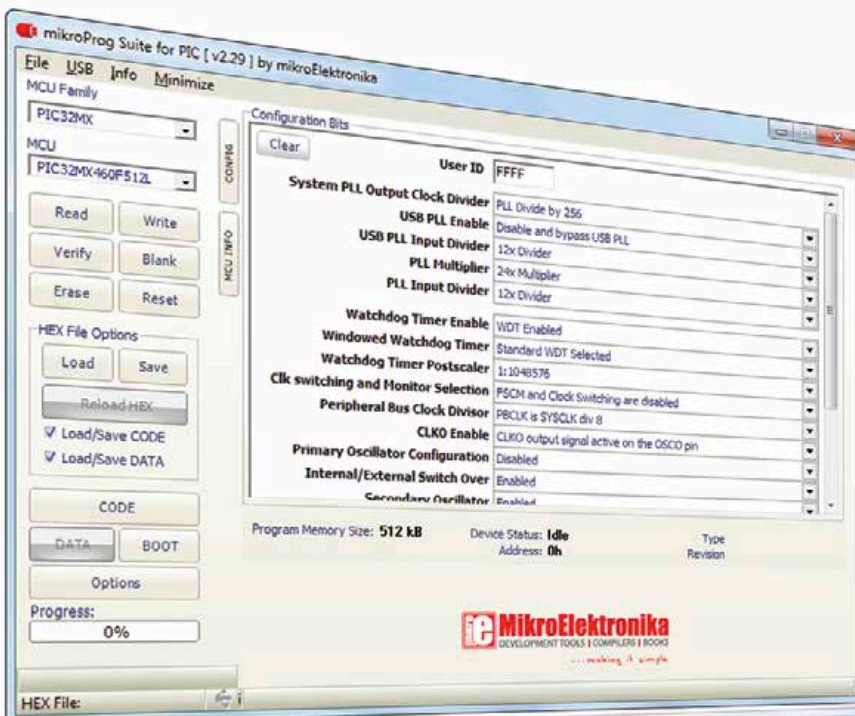 mikroProg Suite for PIC [ v2.29 ] by mikroElektronika
File USB Info Minimize
MCU Family
PIC32MX
MCU
PIC32MX460F512L
Read Write
Verify Blank
Erase Reset
HEX File Options
Load Save
Reload HEX
Load/Save CODE
Load/Save DATA
CODE
DATA BOOT
Options
Progress:
0%
HEX File:
CONFIG
MCU INFO
Configuration Bits
Clear
User ID FFFF
System PLL Output Clock Divider PLL Divide by 256
USB PLL Enable Disable and bypass USB PLL
USB PLL Input Divider 12x Divider
PLL Multiplier 24x Multiplier
PLL Input Divider 12x Divider
Watchdog Timer Enable WDT Enabled
Windowed Watchdog Timer Standard WDT Selected
Watchdog Timer Postscaler 1:1048576
Clk switching and Monitor Selection FSCM and Clock Switching are disabled
Peripheral Bus Clock Divisor PBCLK is SYSCLK div 8
CLKO Enable CLKO output signal active on the OSCO pin
Primary Oscillator Configuration Disabled
Internal/External Switch Over Enabled
Secondary Oscillator Enabled
Program Memory Size: 512 kB Device Status: Idle Type
Address: 0h Revision
MikroElektronika
DEVELOPMENT TOOLS | COMPILERS | BOOKS
...making it simple